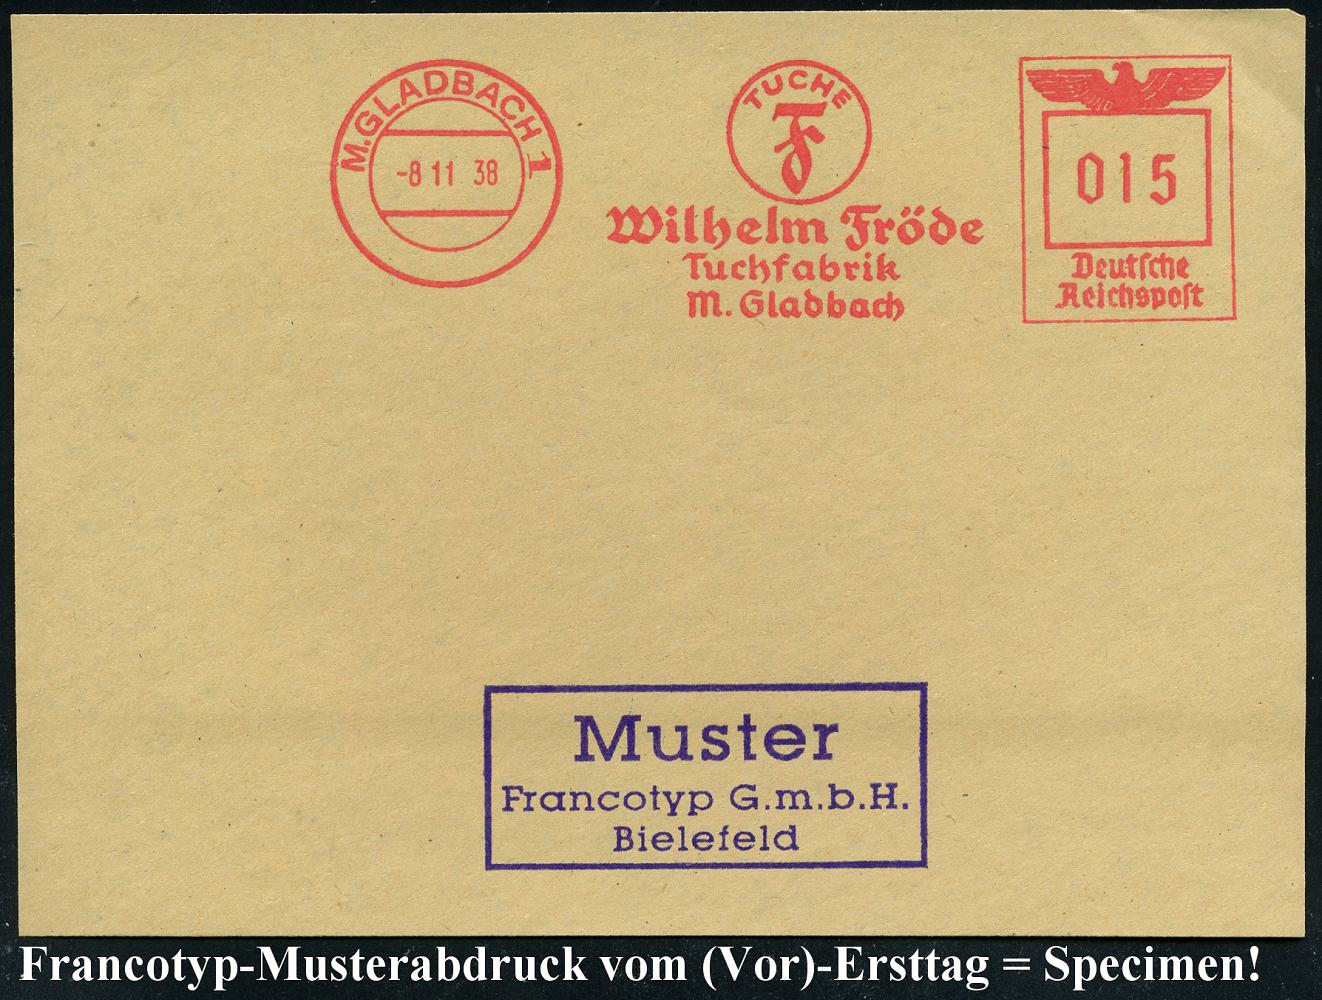 M.GLADBACH 1
-8 11 38
TUCHE
F
Wilhelm Fröde
Tuchfabrik
M. Gladbach
015
Deutsche
Reichspost
Muster
Francotyp G.m.b.H.
Bielefeld
Francotyp-Musterabdruck vom (Vor)-Ersttag = Specimen!